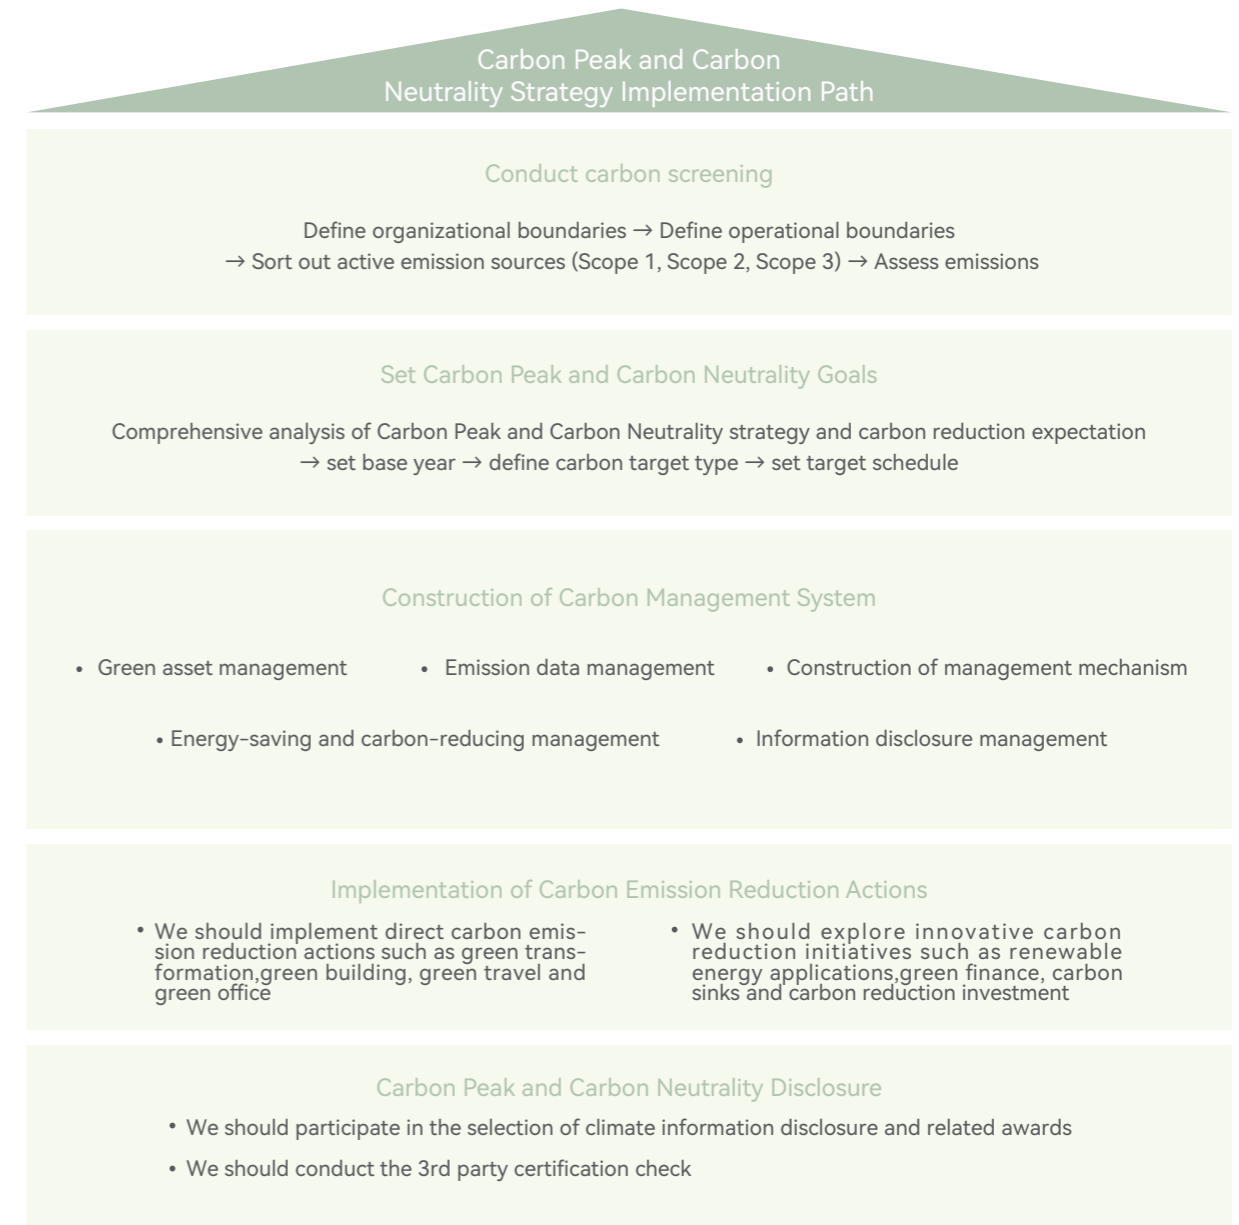 Carbon Peak and Carbon
Neutrality Strategy Implementation Path
Conduct carbon screening
Define organizational boundaries → Define operational boundaries
→ Sort out active emission sources (Scope 1, Scope 2, Scope 3) → Assess emissions
Set Carbon Peak and Carbon Neutrality Goals
Comprehensive analysis of Carbon Peak and Carbon Neutrality strategy and carbon reduction expectation
→ set base year → define carbon target type → set target schedule
Construction of Carbon Management System
• Green asset management • Emission data management • Construction of management mechanism
• Energy-saving and carbon-reducing management • Information disclosure management
Implementation of Carbon Emission Reduction Actions
• We should implement direct carbon emis-
sion reduction actions such as green trans-
formation,green building, green travel and
green office
• We should explore innovative carbon
reduction initiatives such as renewable
energy applications,green finance, carbon
sinks and carbon reduction investment
Carbon Peak and Carbon Neutrality Disclosure
• We should participate in the selection of climate information disclosure and related awards
• We should conduct the 3rd party certification check